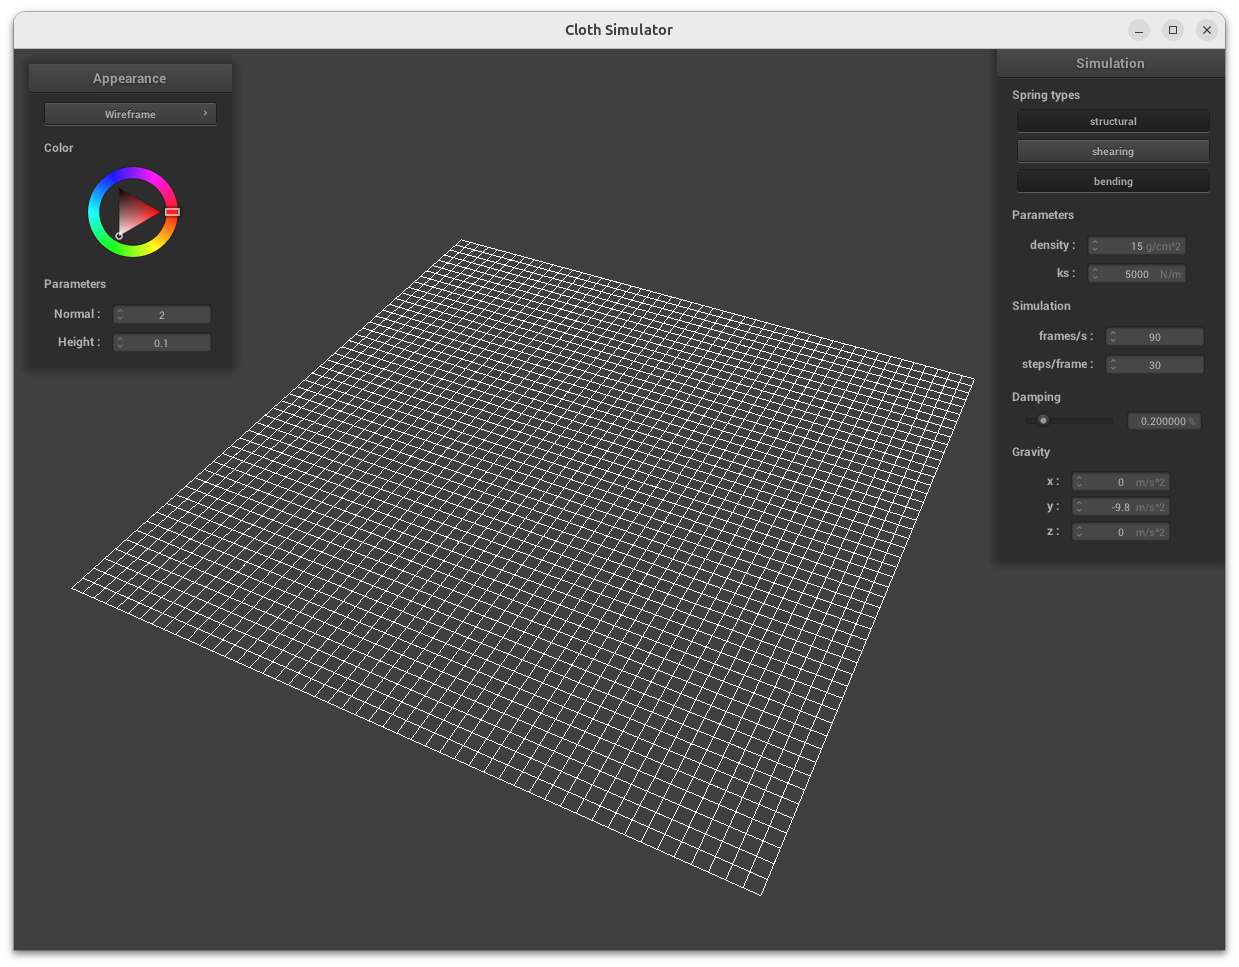 Cloth Simulator
Appearance
Wireframe
Color
Parameters
Normal : 2
Height : 0.1
Simulation
Spring types
structural
shearing
bending
Parameters
density : 15 g/cm^2
ks : 5000 N/m
Simulation
frames/s : 90
steps/frame : 30
Damping
0.200000 %
Gravity
x : 0 m/s^2
y : -9.8 m/s^2
z : 0 m/s^2